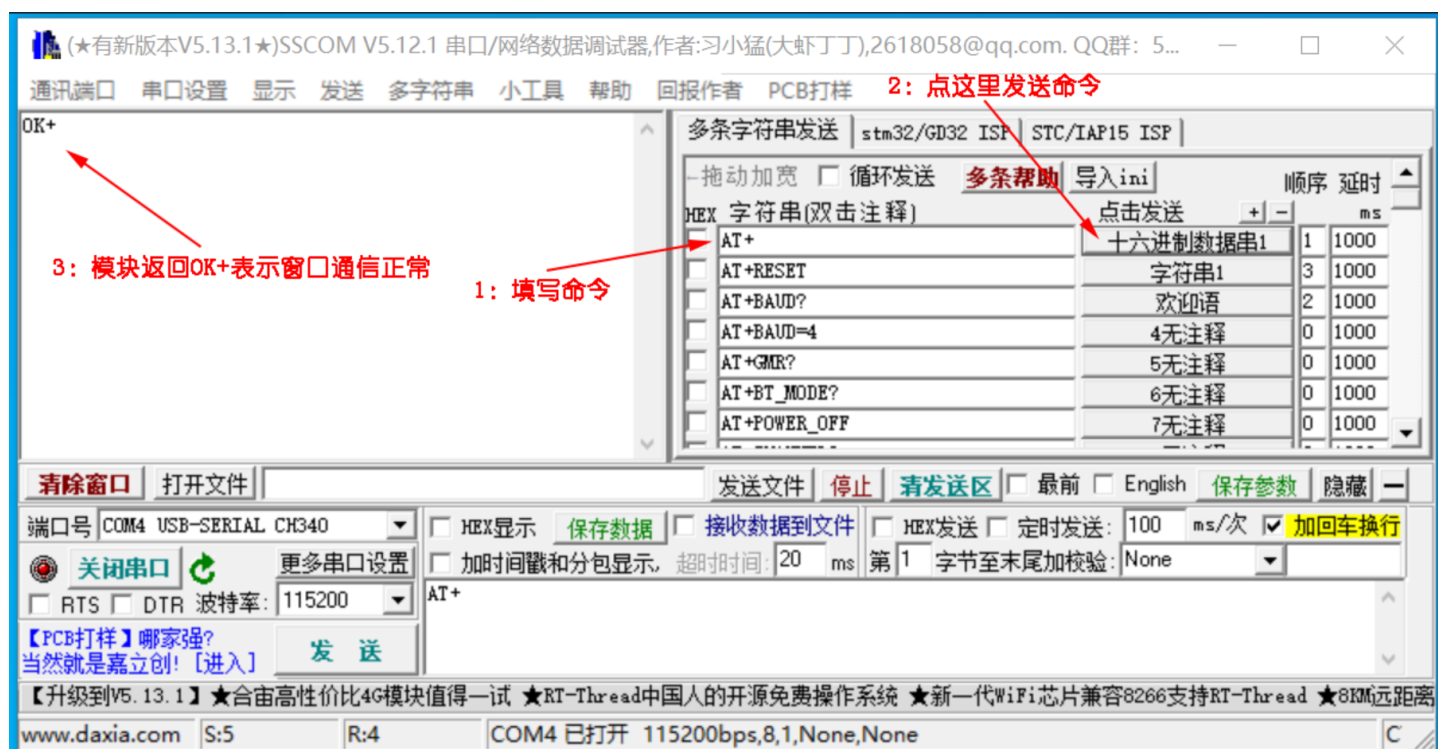 (★有新版本V5.13.1★)SSCOM V5.12.1 串口/网络数据调试器,作者:习小猛(大虾丁丁),2618058@qq.com. QQ群: 5...
通讯端口 串口设置 显示 发送 多字符串 小工具 帮助 回报作者 PCB打样
2: 点这里发送命令
OK+
3: 模块返回OK+表示窗口通信正常
1: 填写命令
多条字符串发送 stm32/GD32 ISP STC/IAP15 ISP
←拖动加宽 循环发送 多条帮助 导入ini 顺序 延时
HEX 字符串(双击注释) 点击发送 + - ms
AT+ 十六进制数据串1 1 1000
AT+RESET 字符串1 3 1000
AT+BAUD? 欢迎语 2 1000
AT+BAUD=4 4无注释 0 1000
AT+GMR? 5无注释 0 1000
AT+BT_MODE? 6无注释 0 1000
AT+POWER_OFF 7无注释 0 1000
清除窗口 打开文件 发送文件 停止 清发送区 最前 English 保存参数 隐藏 —
端口号 COM4 USB-SERIAL CH340 HEX显示 保存数据 接收数据到文件 HEX发送 定时发送: 100 ms/次 加回车换行
关闭串口 更多串口设置 加时间戳和分包显示, 超时时间: 20 ms 第 1 字节至末尾加校验: None
RTS DTR 波特率: 115200
AT+
【PCB打样】哪家强?
当然就是嘉立创! [进入]
发 送
【升级到V5.13.1】★合宙高性价比4G模块值得一试 ★RT-Thread中国人的开源免费操作系统 ★新一代WiFi芯片兼容8266支持RT-Thread ★8KM远距离
www.daxia.com S:5 R:4 COM4 已打开 115200bps,8,1,None,None